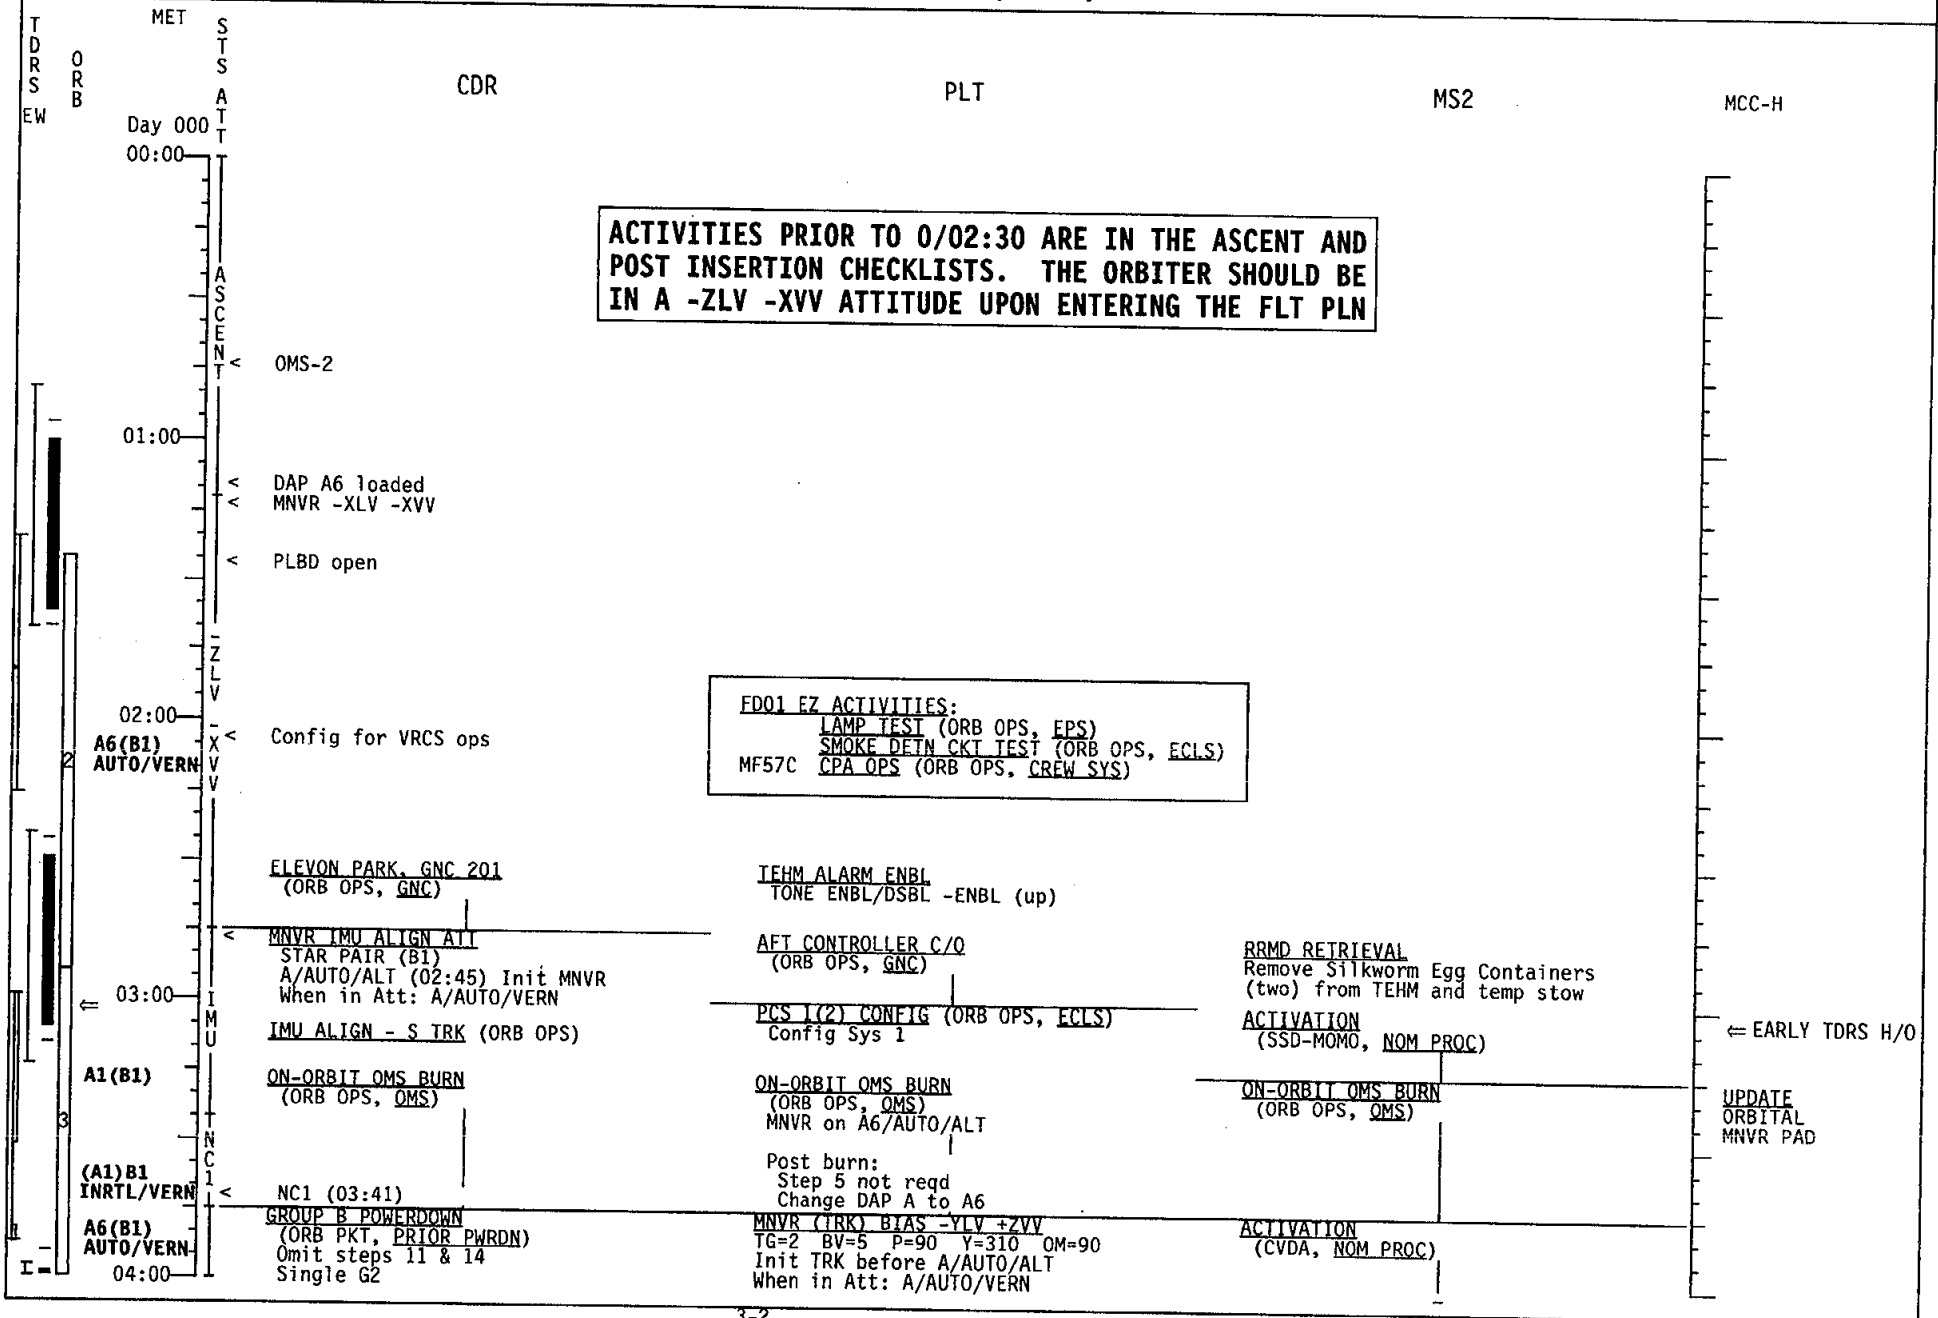 TDRS
EW
ORB
MET
STS ATT
CDR
PLT
MS2
MCC-H
Day 000
00:00
ACTIVITIES PRIOR TO 0/02:30 ARE IN THE ASCENT AND
POST INSERTION CHECKLISTS. THE ORBITER SHOULD BE
IN A -ZLV -XVV ATTITUDE UPON ENTERING THE FLT PLN
ASCENT
< OMS-2
01:00
< DAP A6 loaded
< MNVR -XLV -XVV
< PLBD open
-ZLV -XVV
02:00
< Config for VRCS ops
A6(B1)
AUTO/VERN
2
FD01 EZ ACTIVITIES:
LAMP TEST (ORB OPS, EPS)
SMOKE DETN CKT TEST (ORB OPS, ECLS)
MF57C CPA OPS (ORB OPS, CREW SYS)
ELEVON PARK, GNC 201
(ORB OPS, GNC)
TEHM ALARM ENBL
TONE ENBL/DSBL -ENBL (up)
< MNVR IMU ALIGN ATT
STAR PAIR (B1)
A/AUTO/ALT (02:45) Init MNVR
When in Att: A/AUTO/VERN
AFT CONTROLLER C/O
(ORB OPS, GNC)
RRMD RETRIEVAL
Remove Silkworm Egg Containers
(two) from TEHM and temp stow
⇐ 03:00
IMU
IMU ALIGN - S TRK (ORB OPS)
PCS 1(2) CONFIG (ORB OPS, ECLS)
Config Sys 1
ACTIVATION
(SSD-MOMO, NOM PROC)
⇐ EARLY TDRS H/O
A1(B1)
ON-ORBIT OMS BURN
(ORB OPS, OMS)
ON-ORBIT OMS BURN
(ORB OPS, OMS)
MNVR on A6/AUTO/ALT
Post burn:
Step 5 not reqd
Change DAP A to A6
ON-ORBIT OMS BURN
(ORB OPS, OMS)
UPDATE
ORBITAL
MNVR PAD
3
NC1
(A1)B1
INRTL/VERN
< NC1 (03:41)
GROUP B POWERDOWN
(ORB PKT, PRIOR PWRDN)
Omit steps 11 & 14
Single G2
MNVR (TRK) BIAS -YLV +ZVV
TG=2 BV=5 P=90 Y=310 OM=90
Init TRK before A/AUTO/ALT
When in Att: A/AUTO/VERN
ACTIVATION
(CVDA, NOM PROC)
A6(B1)
AUTO/VERN
04:00
3-2